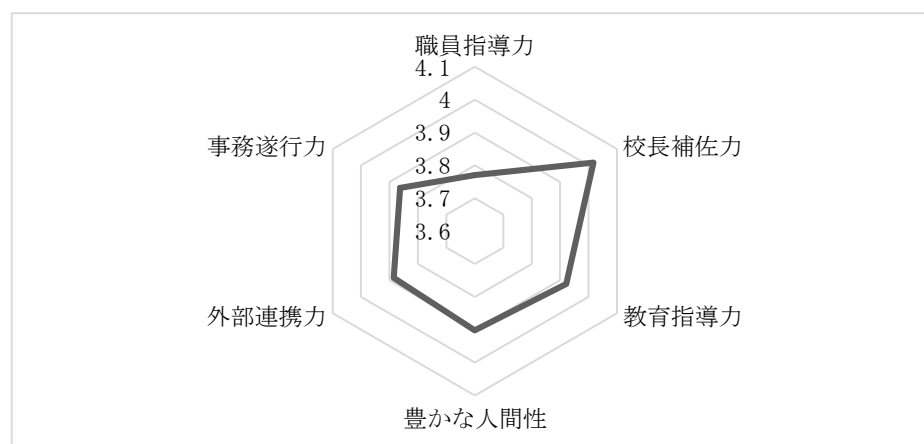 職員指導力
4.1
4
3.9
3.8
3.7
3.6
校長補佐力
教育指導力
豊かな人間性
外部連携力
事務遂行力